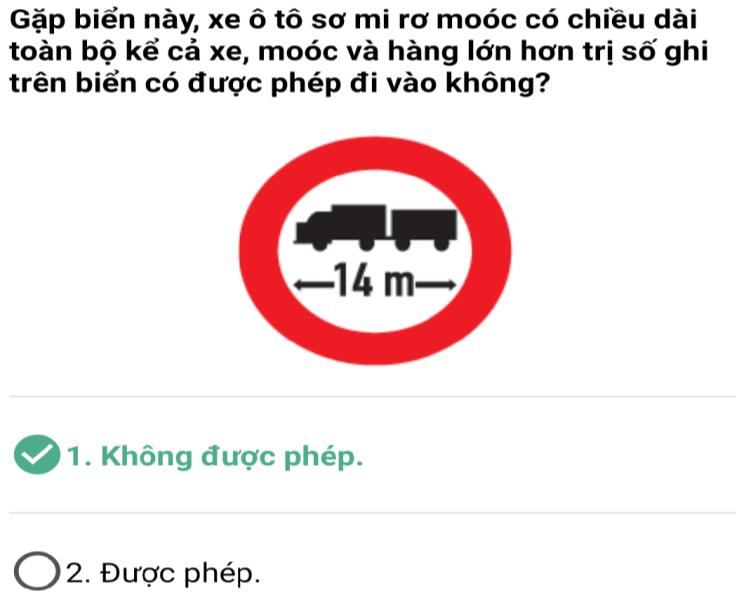 Gặp biển này, xe ô tô sơ mi rơ moóc có chiều dài
toàn bộ kể cả xe, moóc và hàng lớn hơn trị số ghi
trên biển có được phép đi vào không?
14 m
1. Không được phép.
2. Được phép.